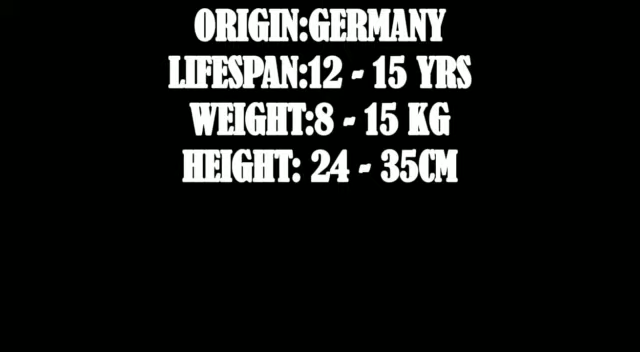 ORIGIN:GERMANY
LIFESPAN:12 - 15 YRS
WEIGHT:8 - 15 KG
HEIGHT: 24 - 35CM